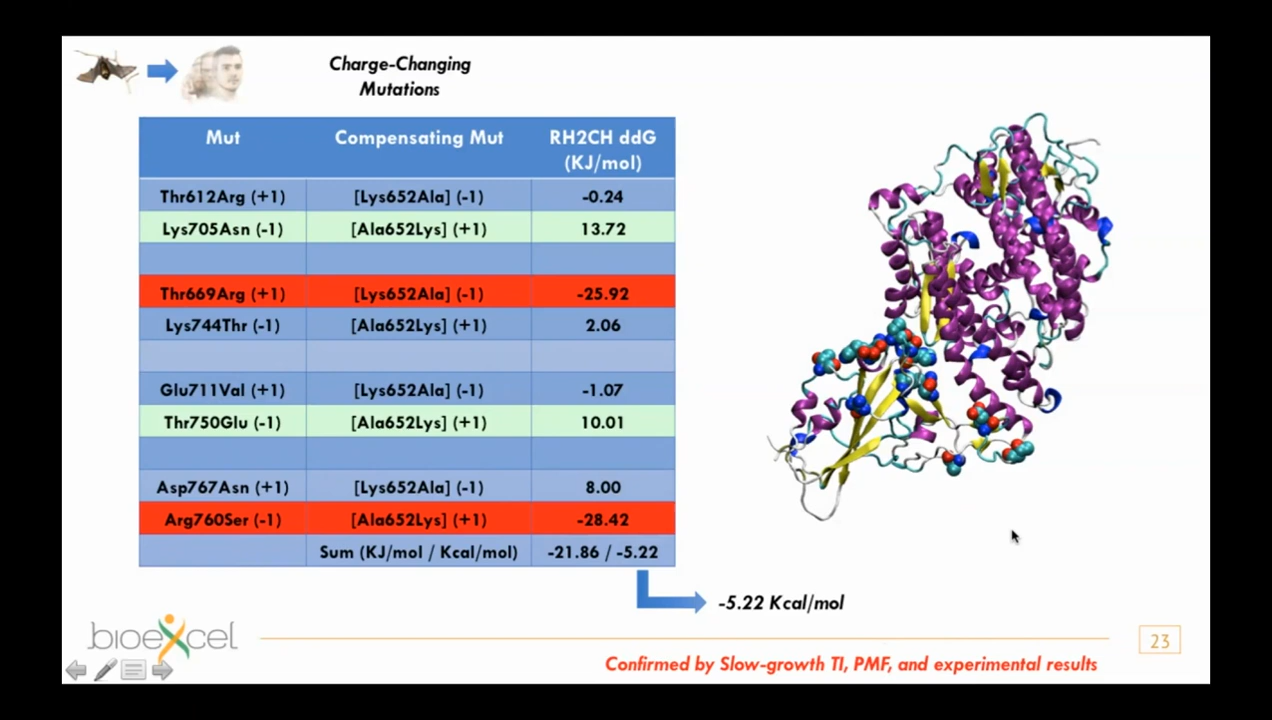 Charge-Changing
Mutations
Mut Compensating Mut RH2CH ddG
(KJ/mol)
Thr612Arg (+1) [Lys652Ala] (-1) -0.24
Lys705Asn (-1) [Ala652Lys] (+1) 13.72
Thr669Arg (+1) [Lys652Ala] (-1) -25.92
Lys744Thr (-1) [Ala652Lys] (+1) 2.06
Glu711Val (+1) [Lys652Ala] (-1) -1.07
Thr750Glu (-1) [Ala652Lys] (+1) 10.01
Asp767Asn (+1) [Lys652Ala] (-1) 8.00
Arg760Ser (-1) [Ala652Lys] (+1) -28.42
Sum (KJ/mol / Kcal/mol) -21.86 / -5.22
-5.22 Kcal/mol
bioexcel
23
Confirmed by Slow-growth TI, PMF, and experimental results